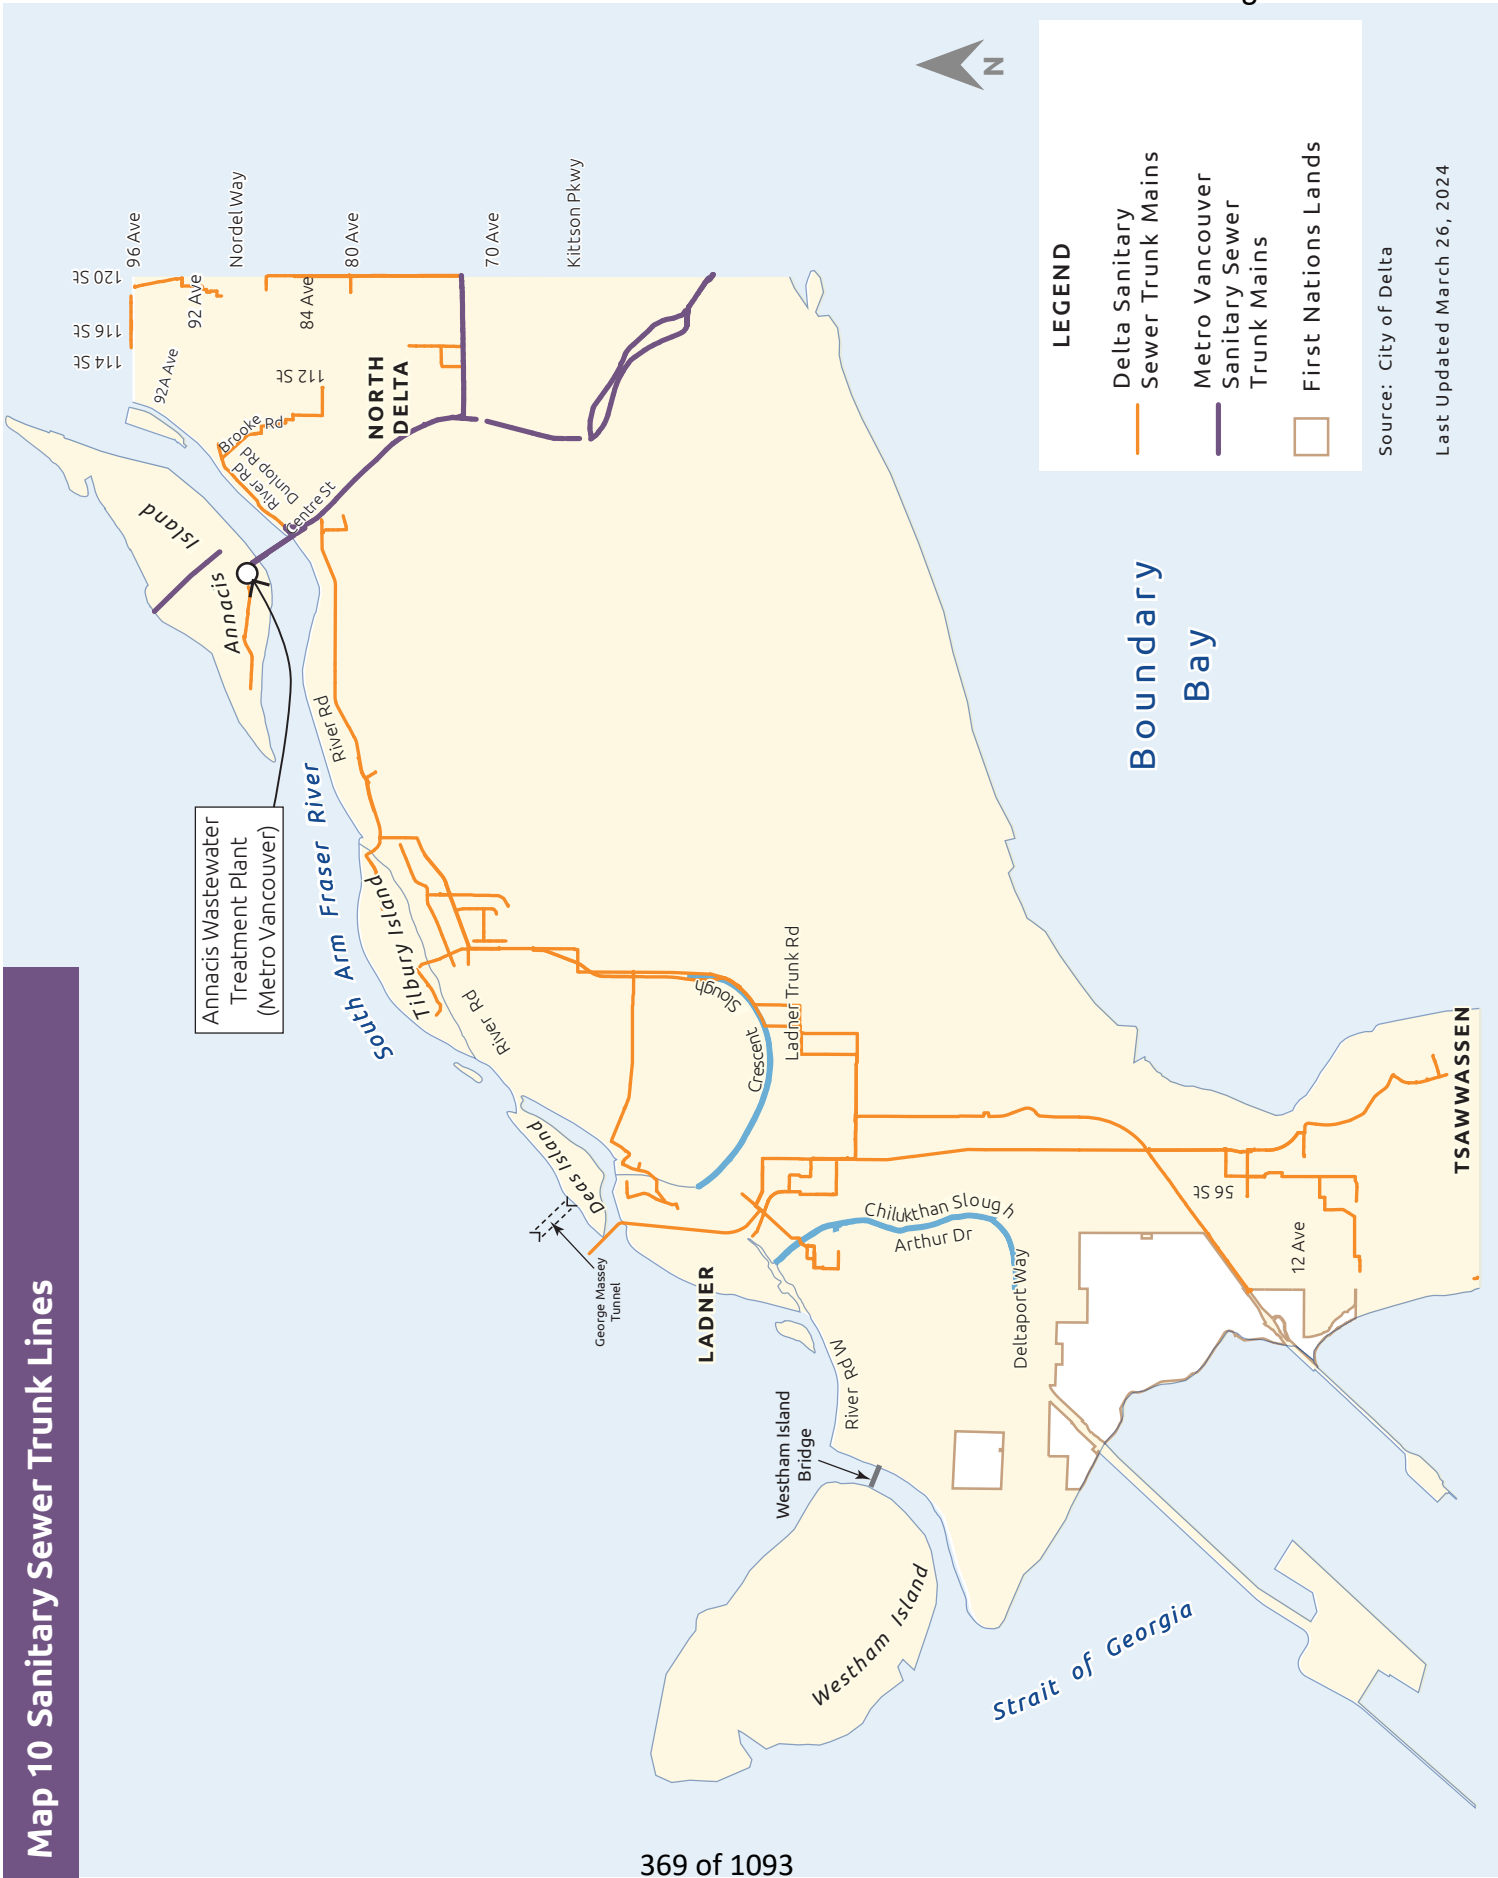 Map 10 Sanitary Sewer Trunk Lines
Annacis Wastewater
Treatment Plant
(Metro Vancouver)
South Arm Fraser River
Annacis
Island
Tilbury Island
Deas Island
George Massey
Tunnel
Westham Island
Bridge
Westham Island
Strait of Georgia
Boundary
Bay
LADNER
NORTH
DELTA
TSAWWASSEN
120 St
116 St
114 St
112 St
96 Ave
92 Ave
92A Ave
Nordel Way
84 Ave
80 Ave
70 Ave
Kittson Pkwy
Brooke Rd
Dunlop Rd
River Rd
Centre St
River Rd
River Rd
Crescent Slough
Ladner Trunk Rd
Chilukthan Slough
Arthur Dr
Deltaport Way
River Rd W
56 St
12 Ave
N
LEGEND
Delta Sanitary
Sewer Trunk Mains
Metro Vancouver
Sanitary Sewer
Trunk Mains
First Nations Lands
Source: City of Delta
Last Updated March 26, 2024
369 of 1093